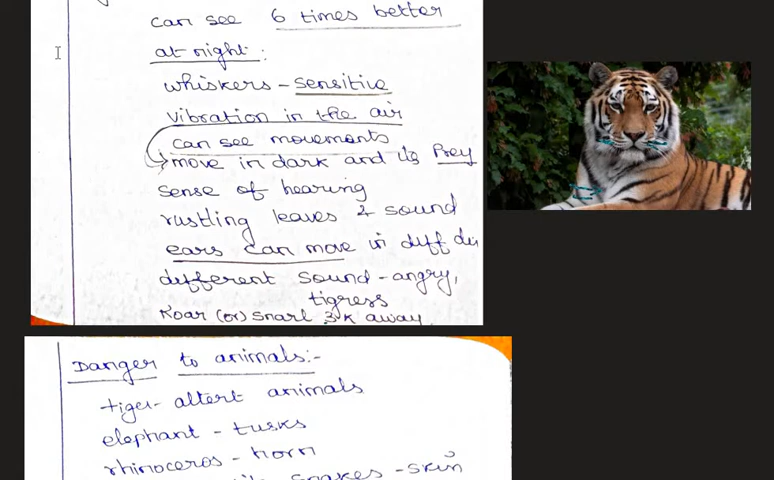 can see 6 times better
at night:
whiskers - sensitive
vibration in the air
can see movements
move in dark and its Prey
sense of hearing
rustling leaves & sound
ears can move in diff
different sound - angry,
tigress
Roar (or) snarl 3k away
Danger to animals:-
tiger - altert animals
elephant - tusks
rhinoceros - horn
snakes - skin